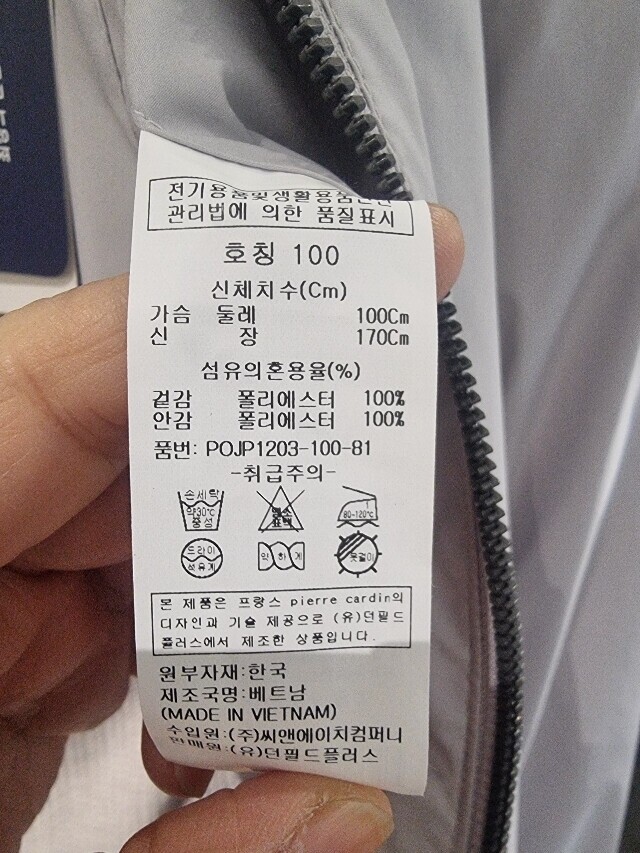 전기용품및생활용품안전
관리법에 의한 품질표시
호칭 100
신체치수(Cm)
가슴 둘레 100Cm
신 장 170Cm
섬유의혼용율(%)
겉감 폴리에스터 100%
안감 폴리에스터 100%
품번: POJP1203-100-81
-취급주의-
손세탁
약30℃
중성
염소
표백
80~120℃
드라이
석유계
약하게
옷걸이
본 제품은 프랑스 pierre cardin의
디자인과 기술 제공으로 (유)던필드
플러스에서 제조한 상품입니다.
원부자재:한국
제조국명:베트남
(MADE IN VIETNAM)
수입원:(주)씨앤에이치컴퍼니
판매원:(유)던필드플러스